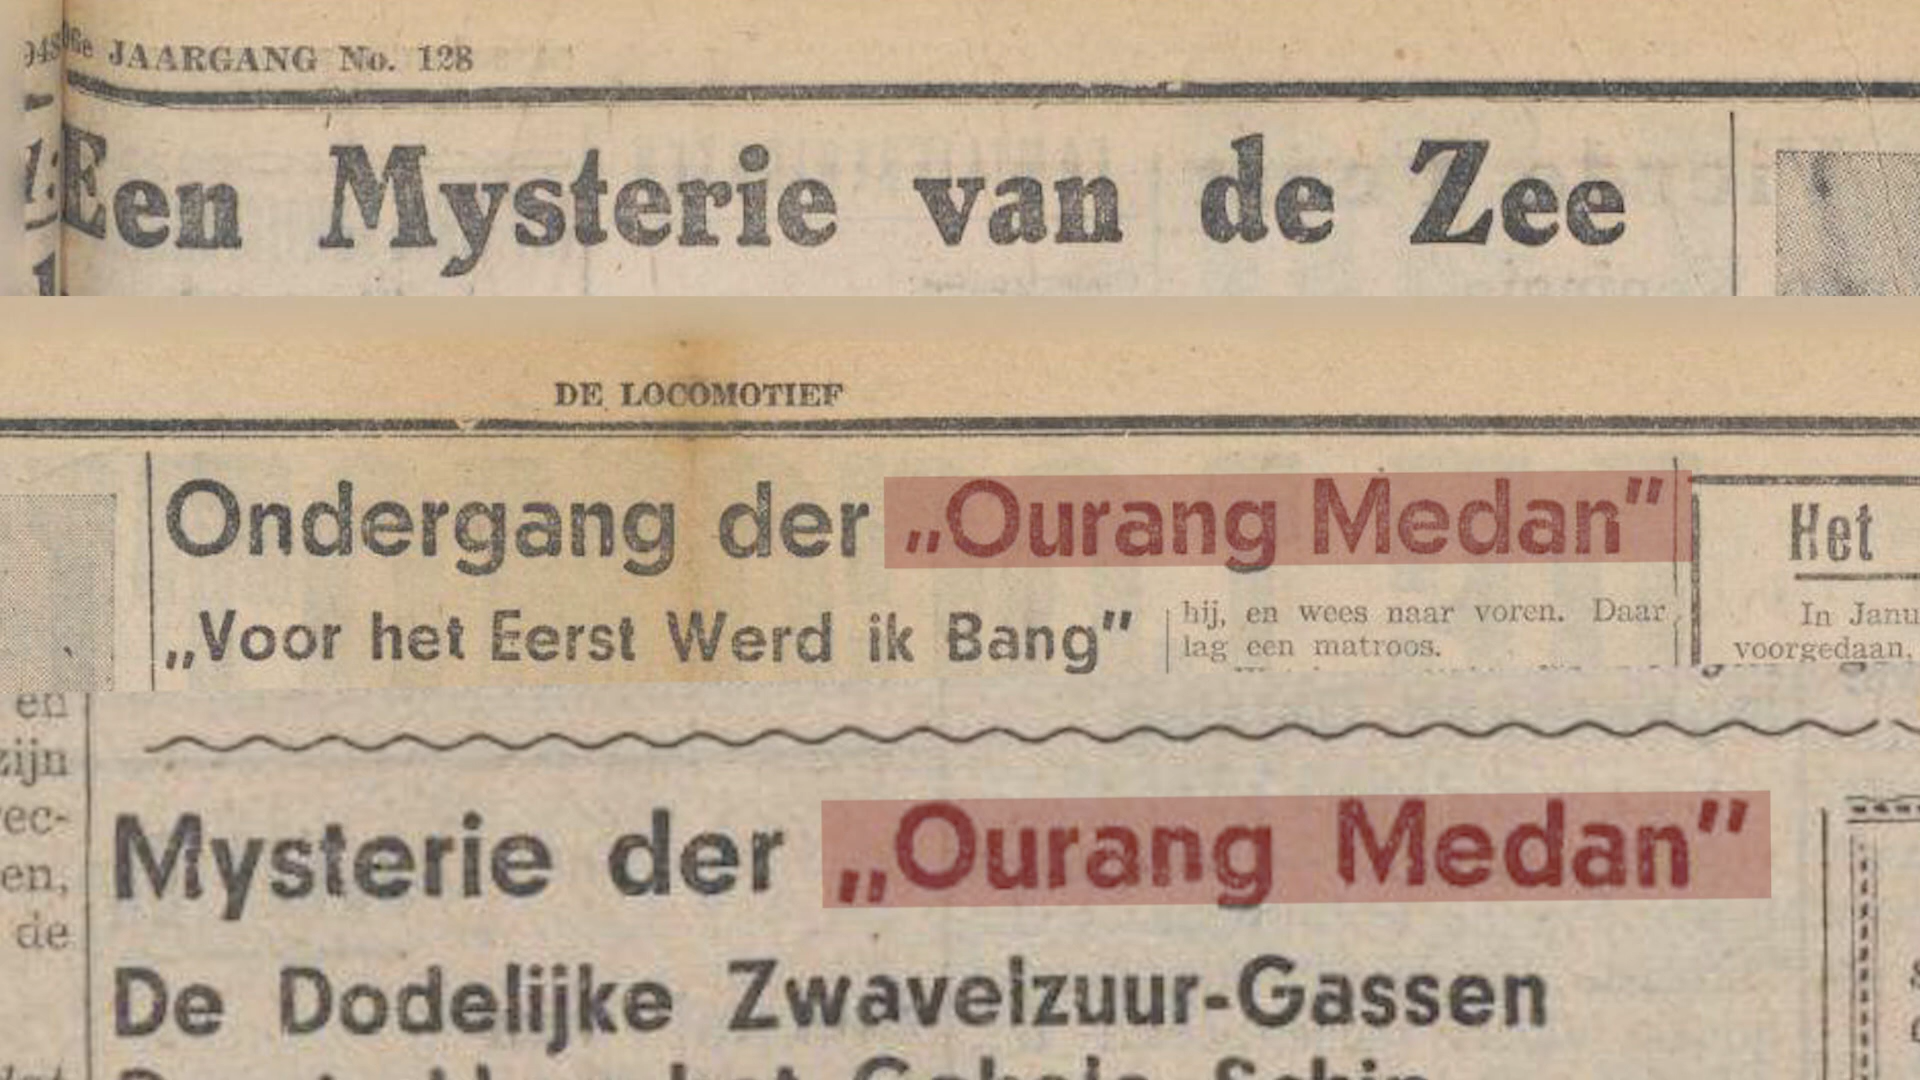 JAARGANG No. 128
Een Mysterie van de Zee
DE LOCOMOTIEF
Ondergang der „Ourang Medan”
„Voor het Eerst Werd ik Bang”
hij, en wees naar voren. Daar
lag een matroos.
Het
In Janu
voorgedaan,
en
zijn
en,
de
Mysterie der „Ourang Medan”
De Dodelijke Zwavelzuur-Gassen